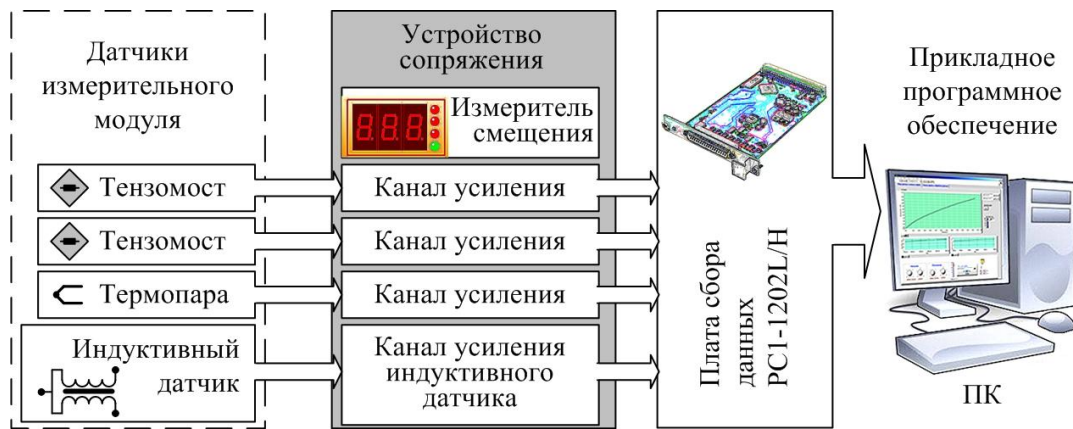 Датчики
измерительного
модуля
Тензомост
Тензомост
Термопара
Индуктивный
датчик
Устройство
сопряжения
888
Измеритель
смещения
Канал усиления
Канал усиления
Канал усиления
Канал усиления
индуктивного
датчика
Плата сбора
данных
PC1-1202L/H
Прикладное
программное
обеспечение
ПК